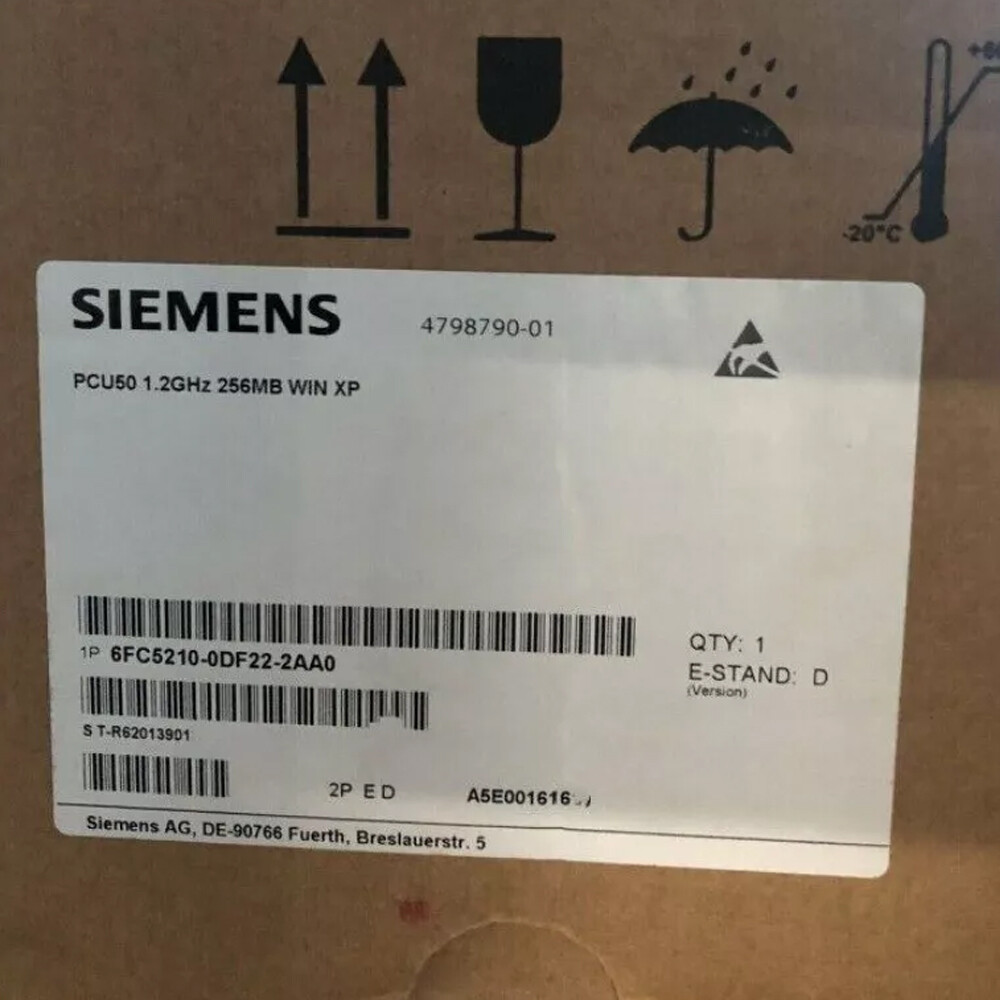 -20°C
SIEMENS
4798790-01
PCU50 1.2GHz 256MB WIN XP
1P 6FC5210-0DF22-2AA0
QTY: 1
E-STAND: D
(Version)
S T-R62013901
2P E D
Siemens AG, DE-90766 Fuerth, Breslauerstr. 5